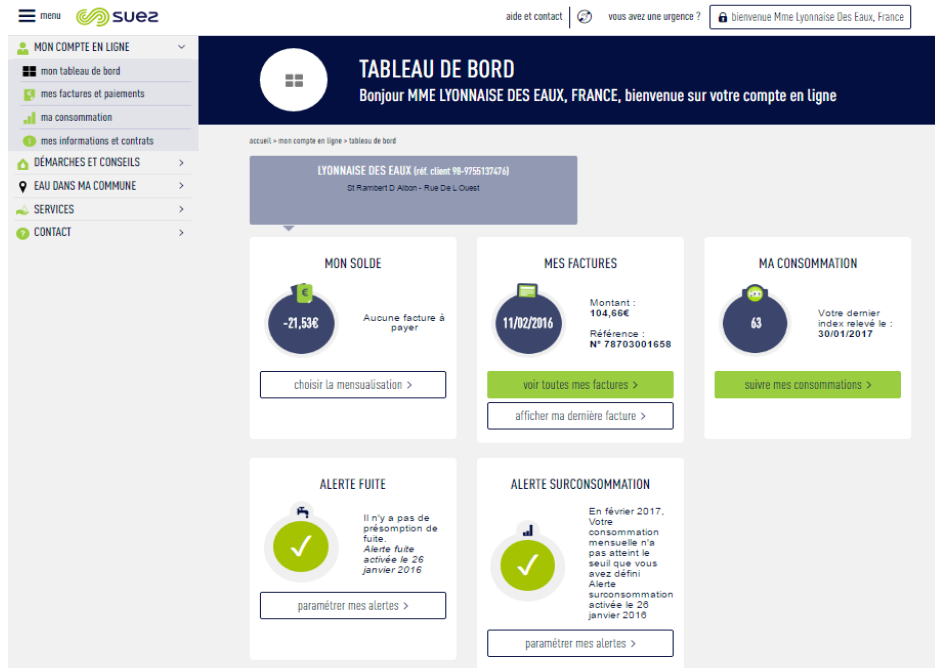 menu
suez
aide et contact
vous avez une urgence ?
bienvenue Mme Lyonnaise Des Eaux, France
MON COMPTE EN LIGNE
mon tableau de bord
mes factures et paiements
ma consommation
mes informations et contrats
DÉMARCHES ET CONSEILS
EAU DANS MA COMMUNE
SERVICES
CONTACT
TABLEAU DE BORD
Bonjour MME LYONNAISE DES EAUX, FRANCE, bienvenue sur votre compte en ligne
accueil > mon compte en ligne > tableau de bord
LYONNAISE DES EAUX (réf. client 98-9755137476)
St Rambert D Albon - Rue De L Ouest
MON SOLDE
-21,53€
Aucune facture à
payer
choisir la mensualisation >
MES FACTURES
11/02/2016
Montant :
104,66€
Référence :
N° 78703001658
voir toutes mes factures >
afficher ma dernière facture >
MA CONSOMMATION
63
Votre dernier
index relevé le :
30/01/2017
suivre mes consommations >
ALERTE FUITE
Il n'y a pas de
présomption de
fuite.
Alerte fuite
activée le 26
janvier 2016
paramétrer mes alertes >
ALERTE SURCONSOMMATION
En février 2017,
Votre
consommation
mensuelle n'a
pas atteint le
seuil que vous
avez défini
Alerte
surconsommation
activée le 26
janvier 2016
paramétrer mes alertes >